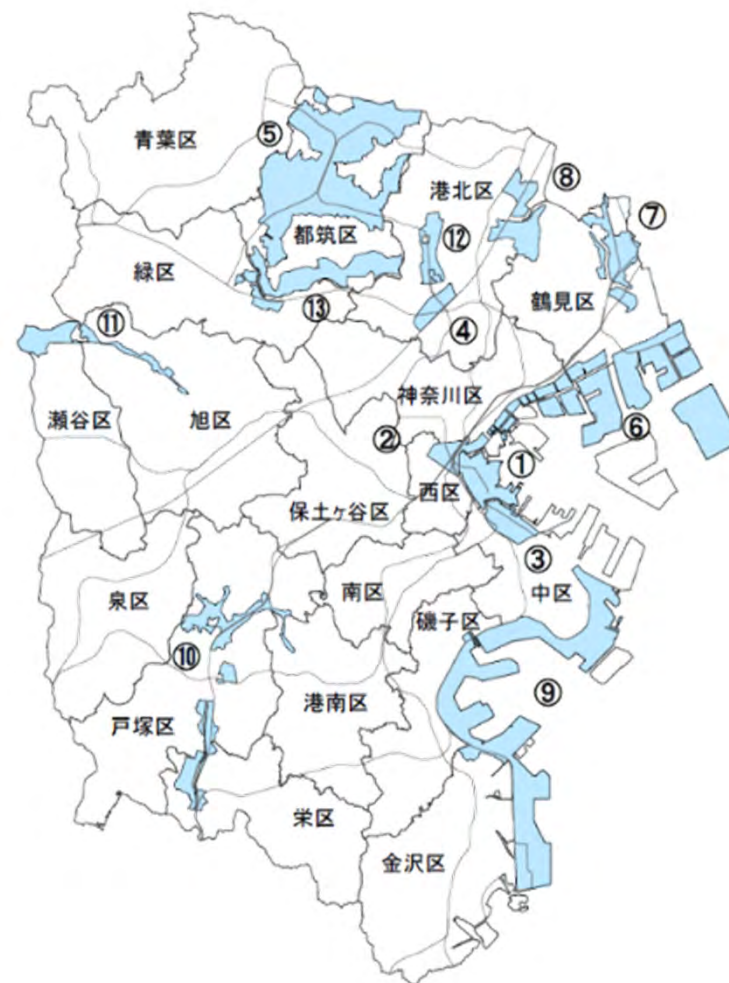 青葉区
⑤
港北区
⑧
⑦
都筑区
⑫
緑区
⑬
鶴見区
⑪
④
神奈川区
瀬谷区
旭区
②
⑥
①
西区
保土ヶ谷区
③
泉区
南区
中区
磯子区
⑩
⑨
港南区
戸塚区
栄区
金沢区